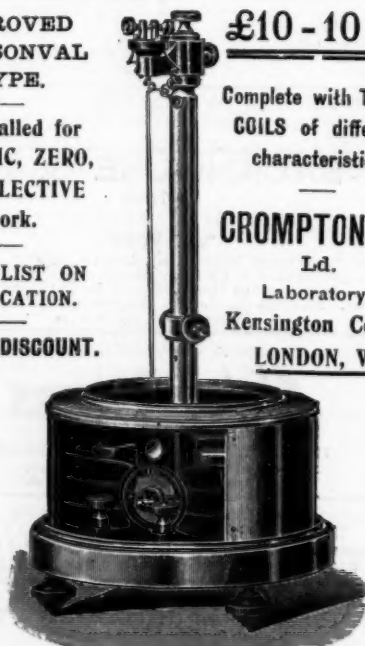 ROVED
SONVAL
YPE.
alled for
IC, ZERO,
LECTIVE
ork.
LIST ON
CATION.
DISCOUNT.
£10-10
Complete with T
COILS of diffe
characteristi
CROMPTON
Ld.
Laboratory
Kensington Co
LONDON, W